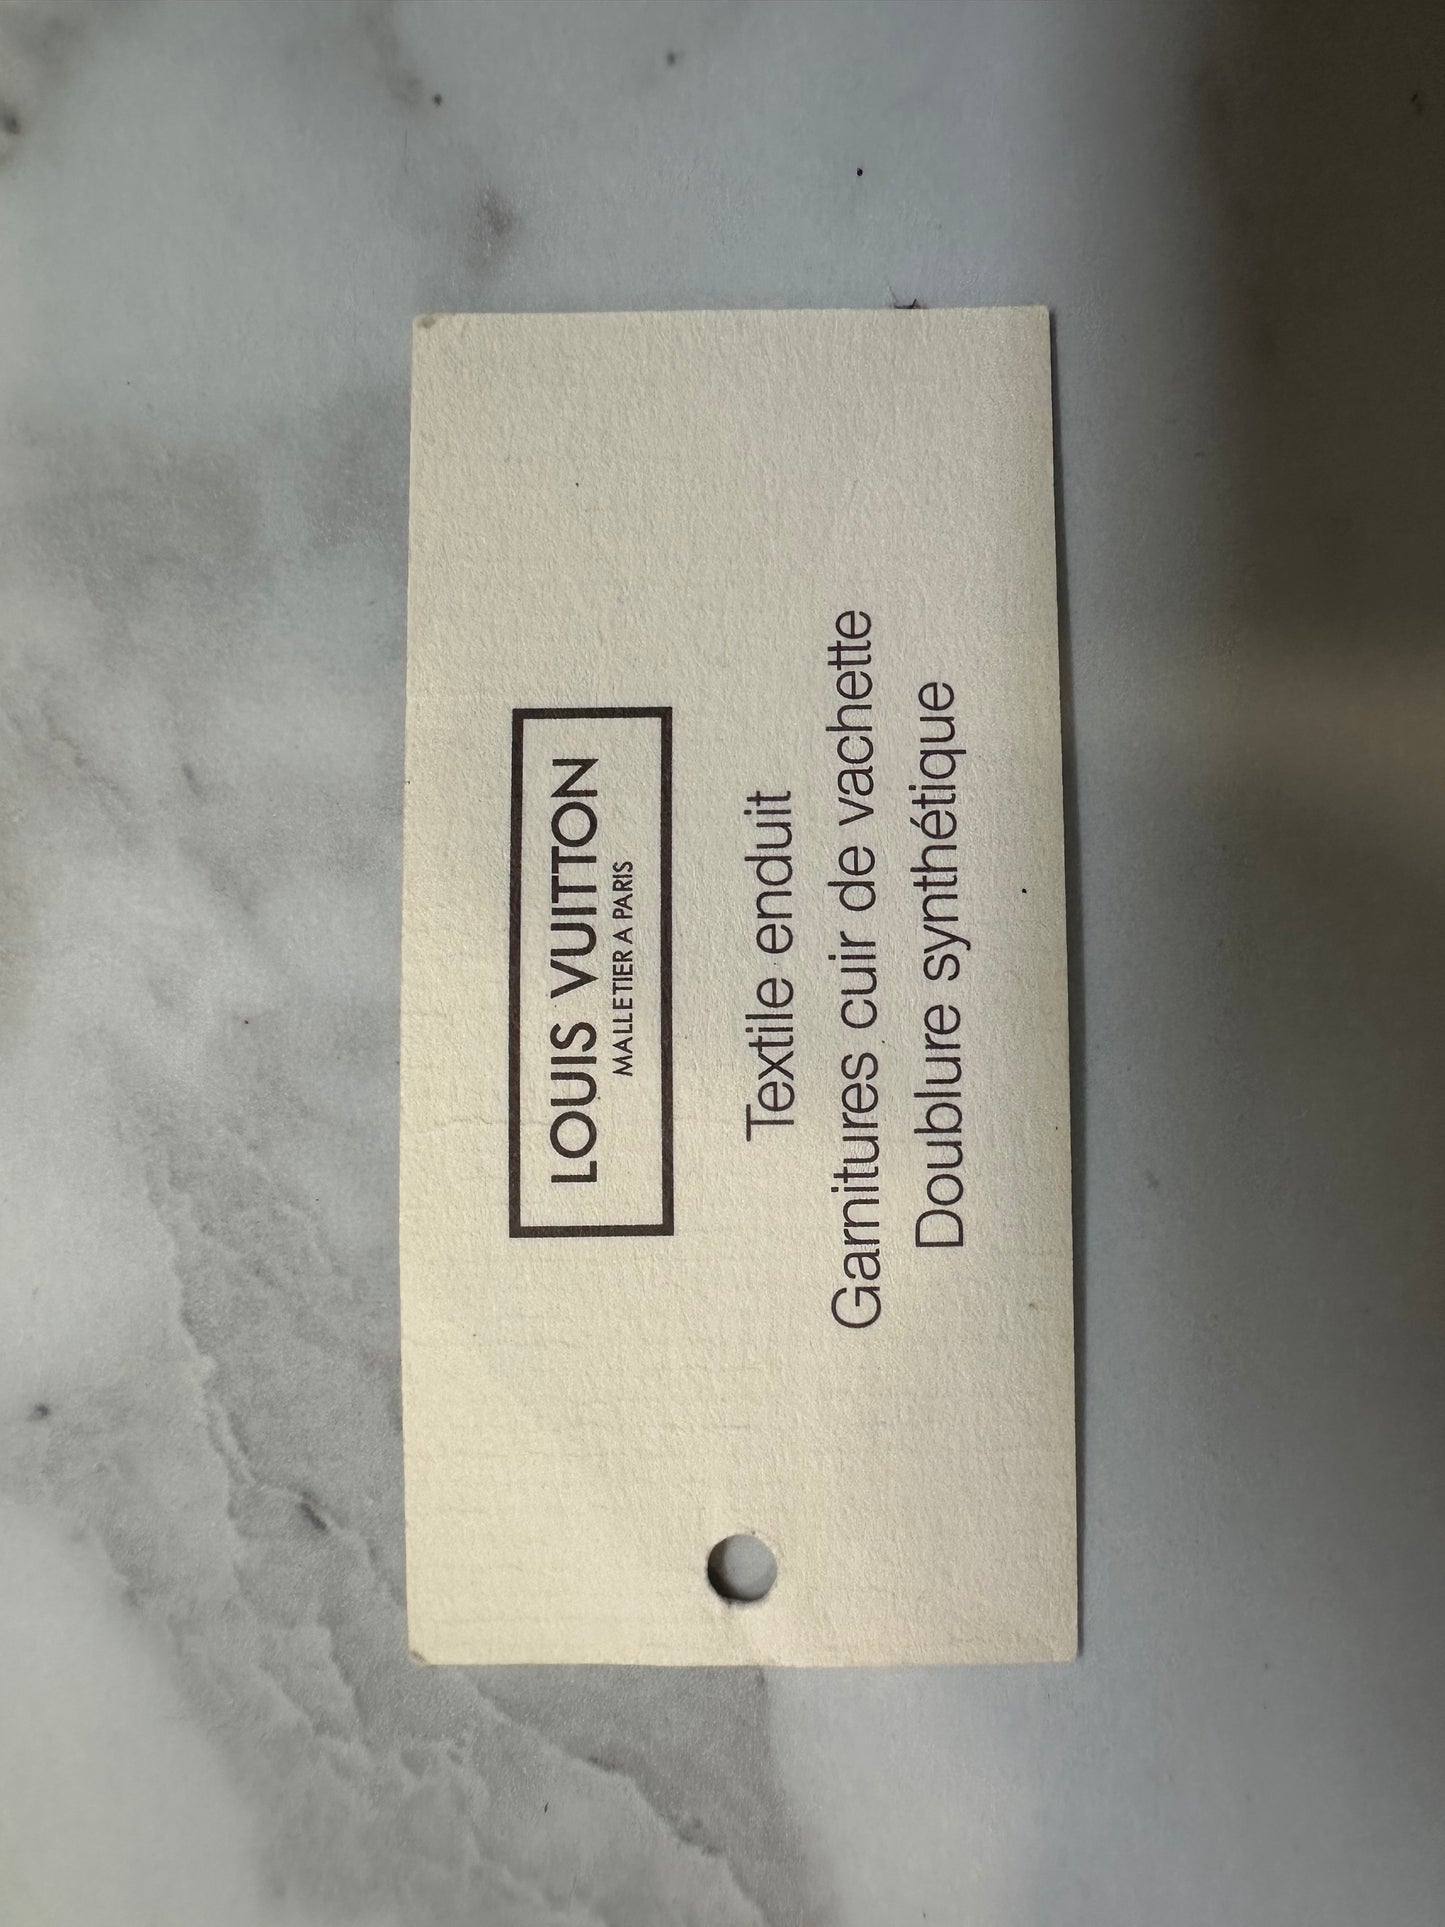 LOUIS VUITTON
MALLETIER A PARIS
Textile enduit
Garnitures cuir de vachette
Doublure synthétique